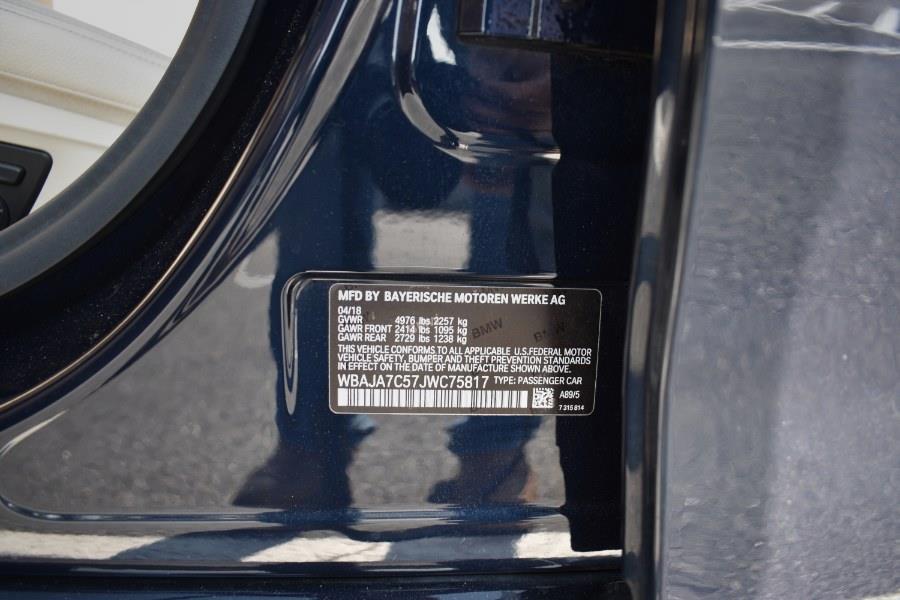 MFD BY BAYERISCHE MOTOREN WERKE AG
04/18
GVWR 4976 lbs 2257 kg
GAWR FRONT 2414 lbs 1095 kg
GAWR REAR 2729 lbs 1238 kg
BMW
BMW
THIS VEHICLE CONFORMS TO ALL APPLICABLE U.S.FEDERAL MOTOR
VEHICLE SAFETY, BUMPER AND THEFT PREVENTION STANDARDS
IN EFFECT ON THE DATE OF MANUFACTURE SHOWN ABOVE.
WBAJA7C57JWC75817 TYPE: PASSENGER CAR
A89/5
7 315 814